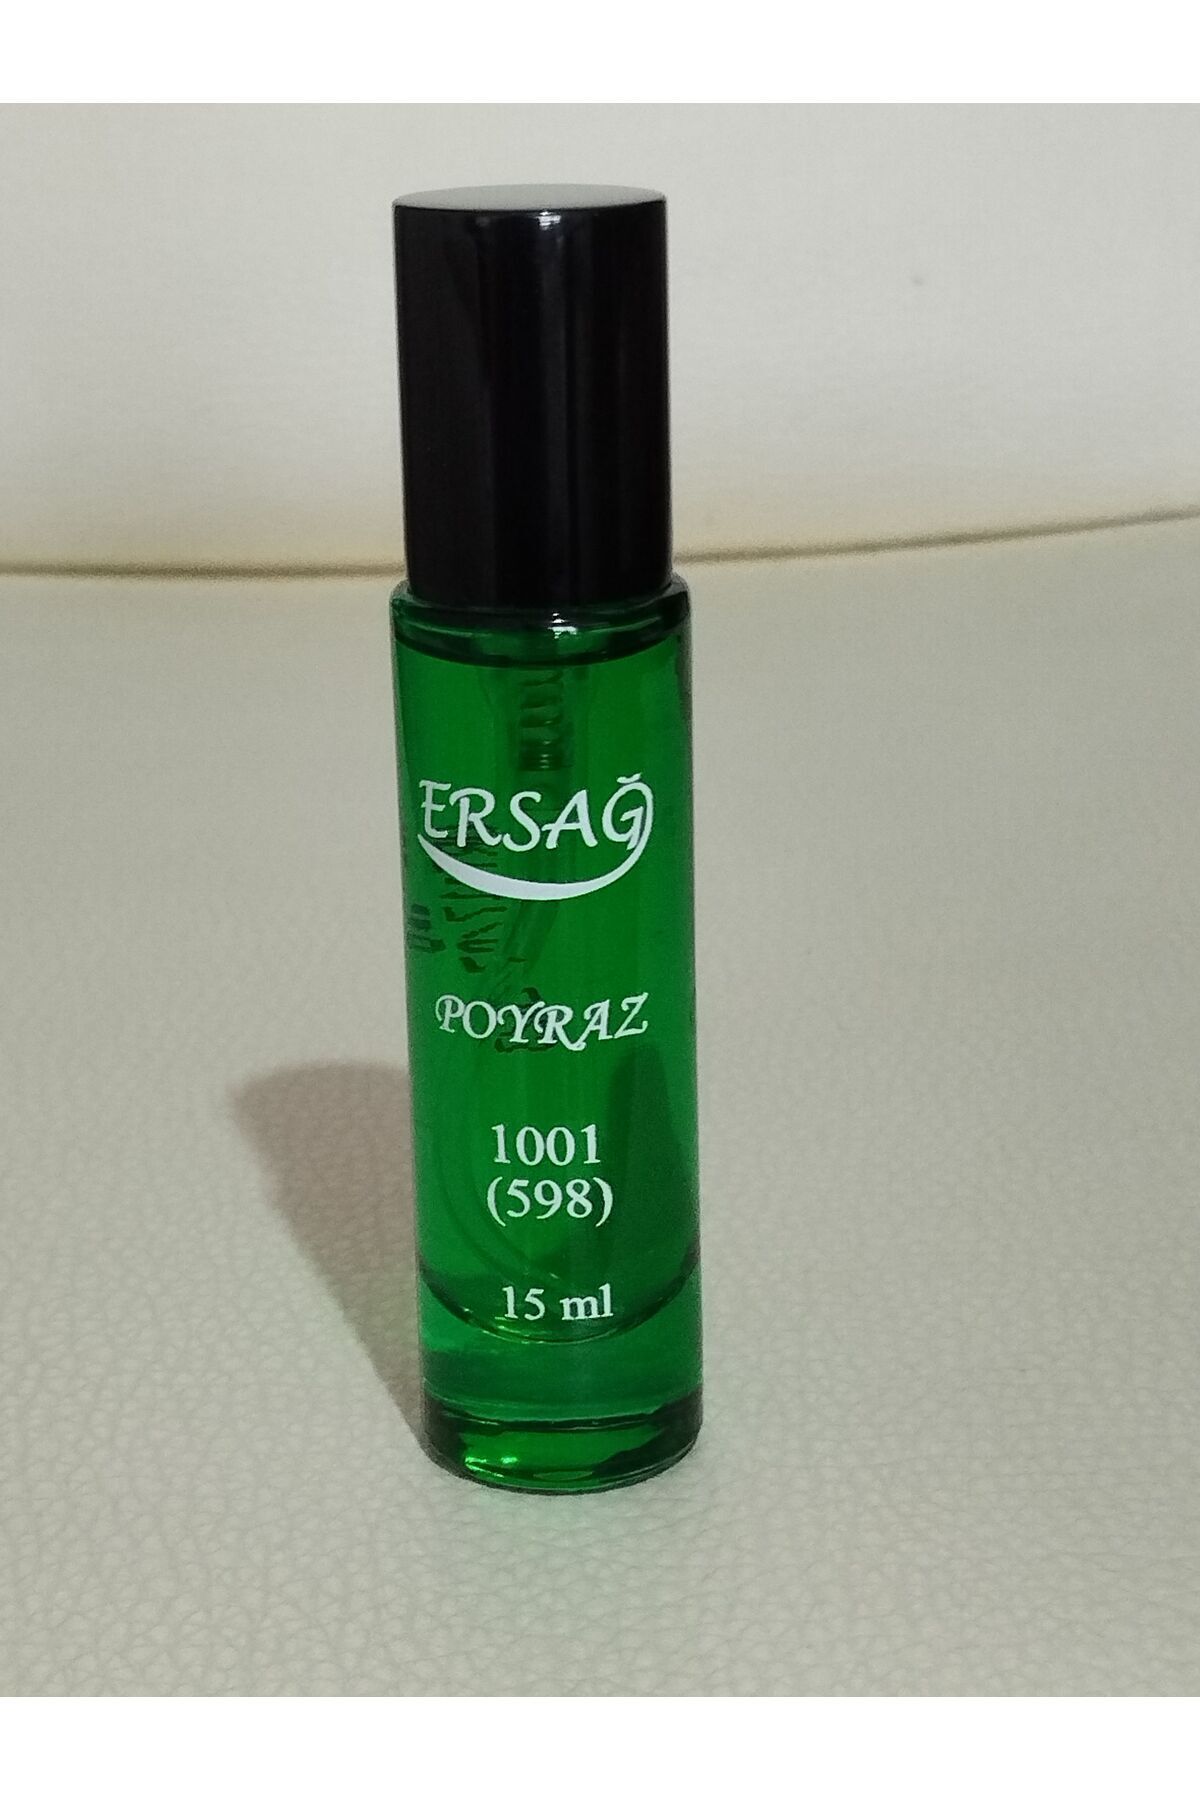 ERSAĞ
POYRAZ
1001
(598)
15 ml